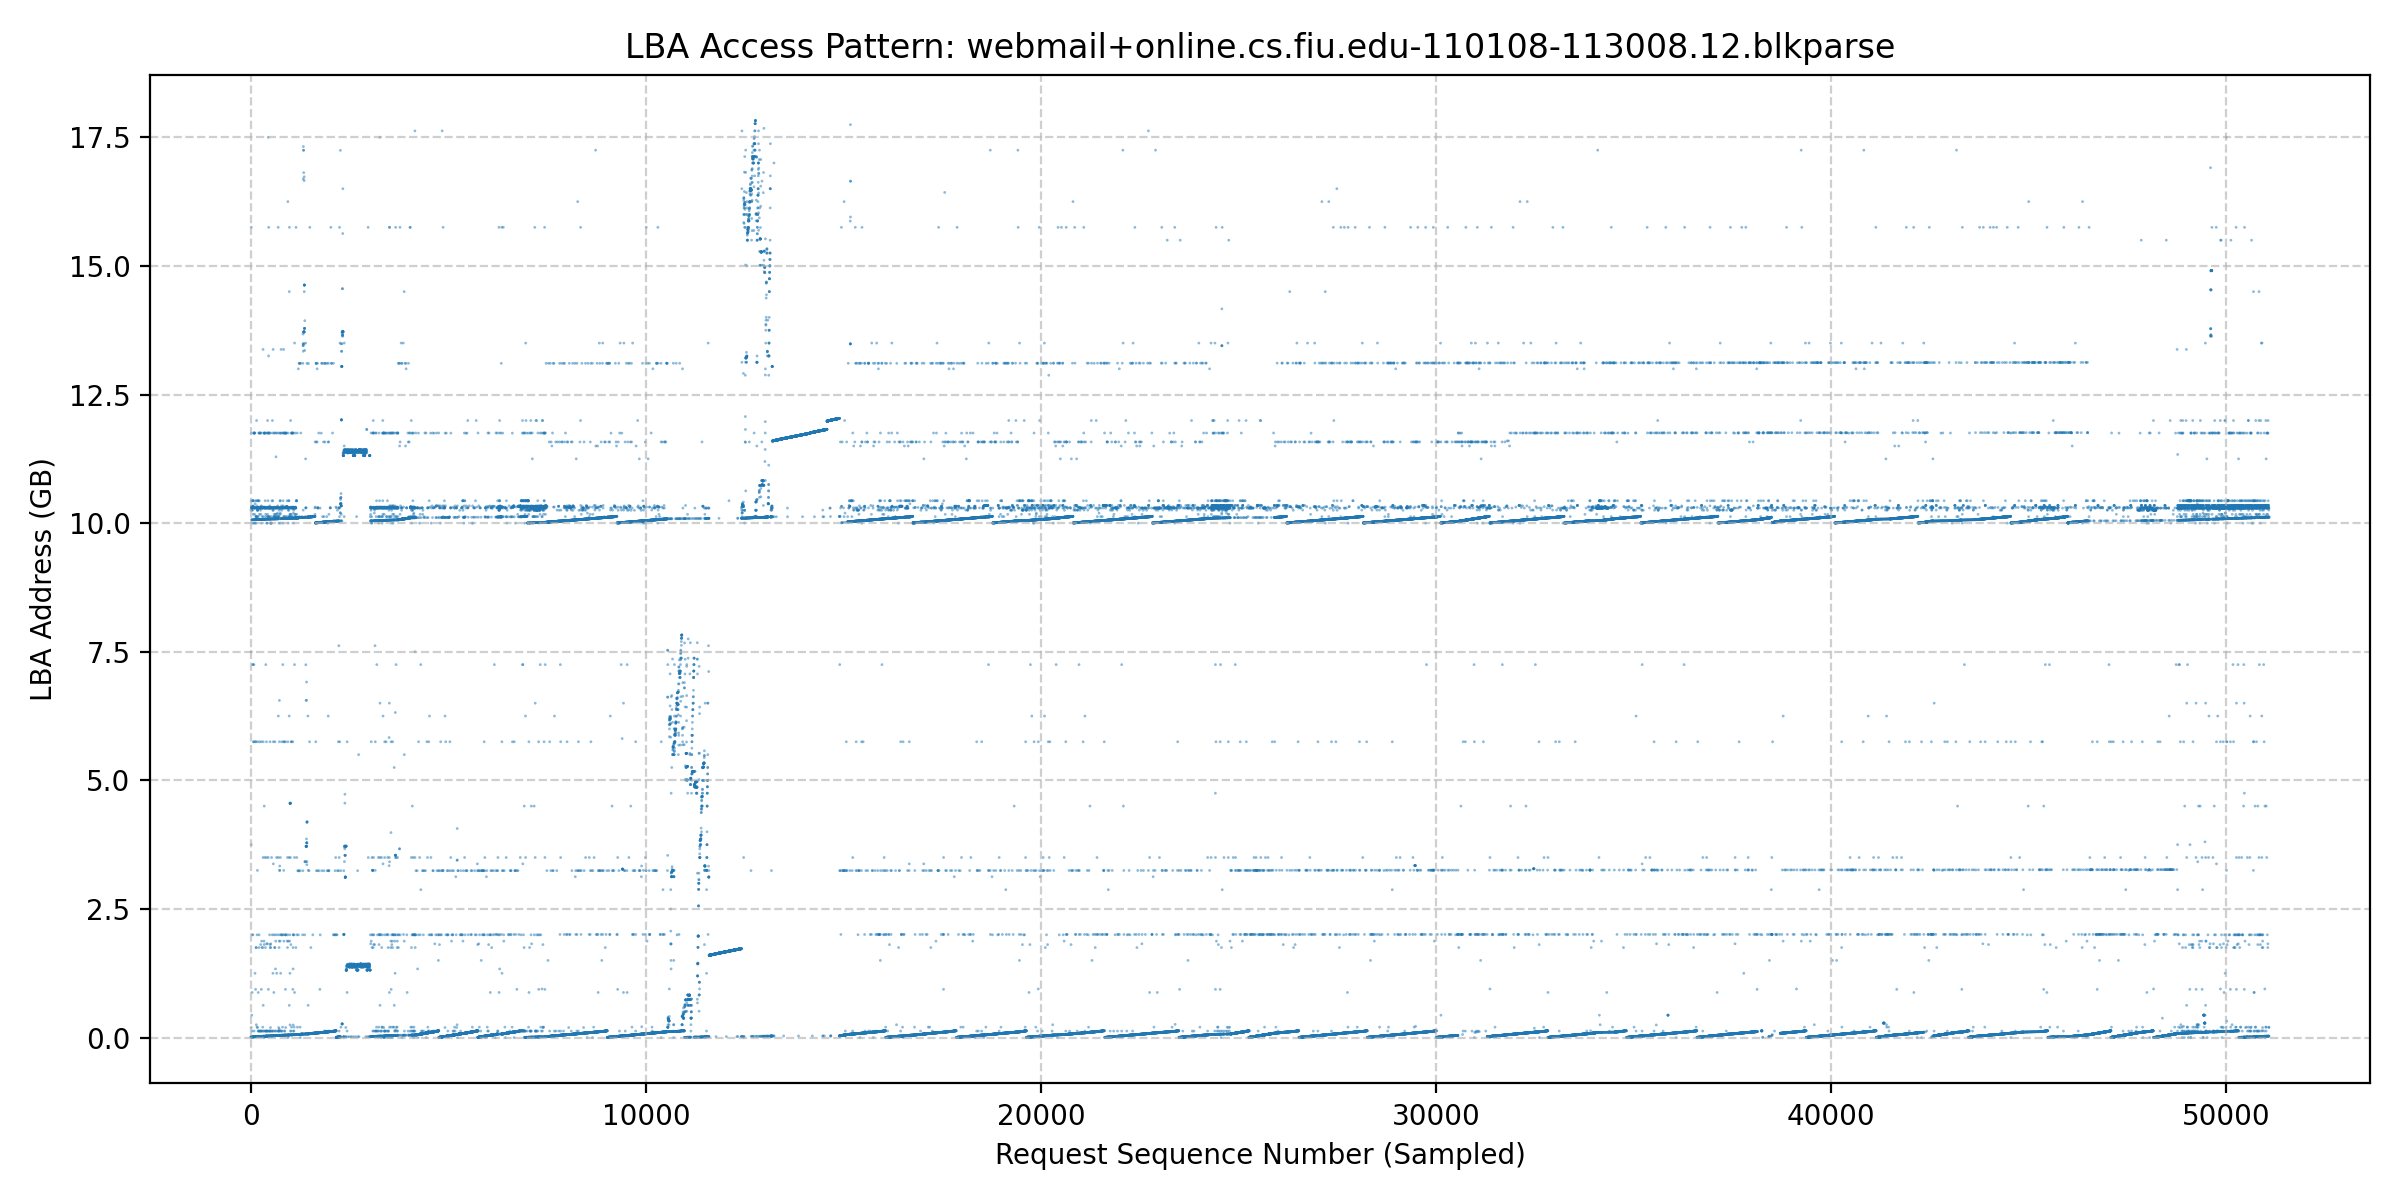 LBA Access Pattern: webmail+online.cs.fiu.edu-110108-113008.12.blkparse
LBA Address (GB)
17.5
15.0
12.5
10.0
7.5
5.0
2.5
0.0
0 10000 20000 30000 40000 50000
Request Sequence Number (Sampled)